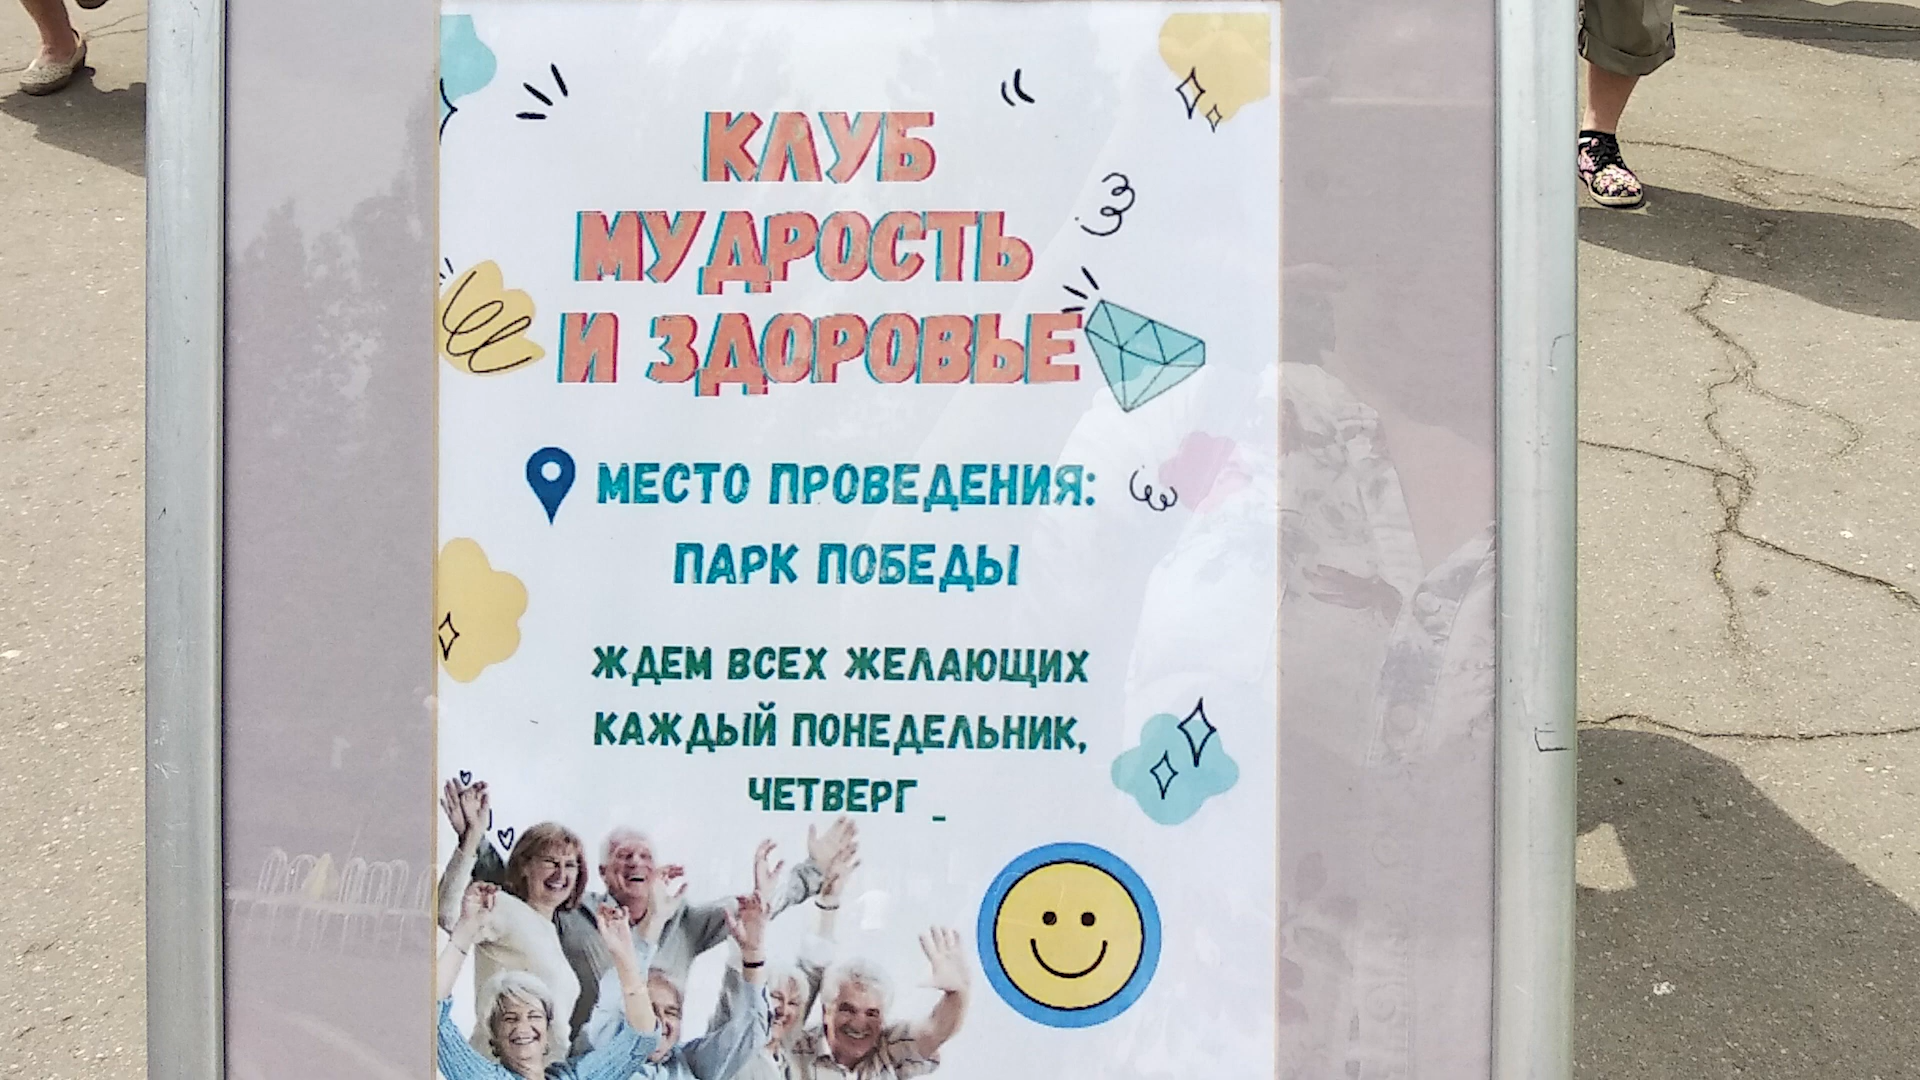 КЛУБ
МУДРОСТЬ
И ЗДОРОВЬЕ
МЕСТО ПРОВЕДЕНИЯ:
ПАРК ПОБЕДЫ
ЖДЕМ ВСЕХ ЖЕЛАЮЩИХ
КАЖДЫЙ ПОНЕДЕЛЬНИК,
ЧЕТВЕРГ _